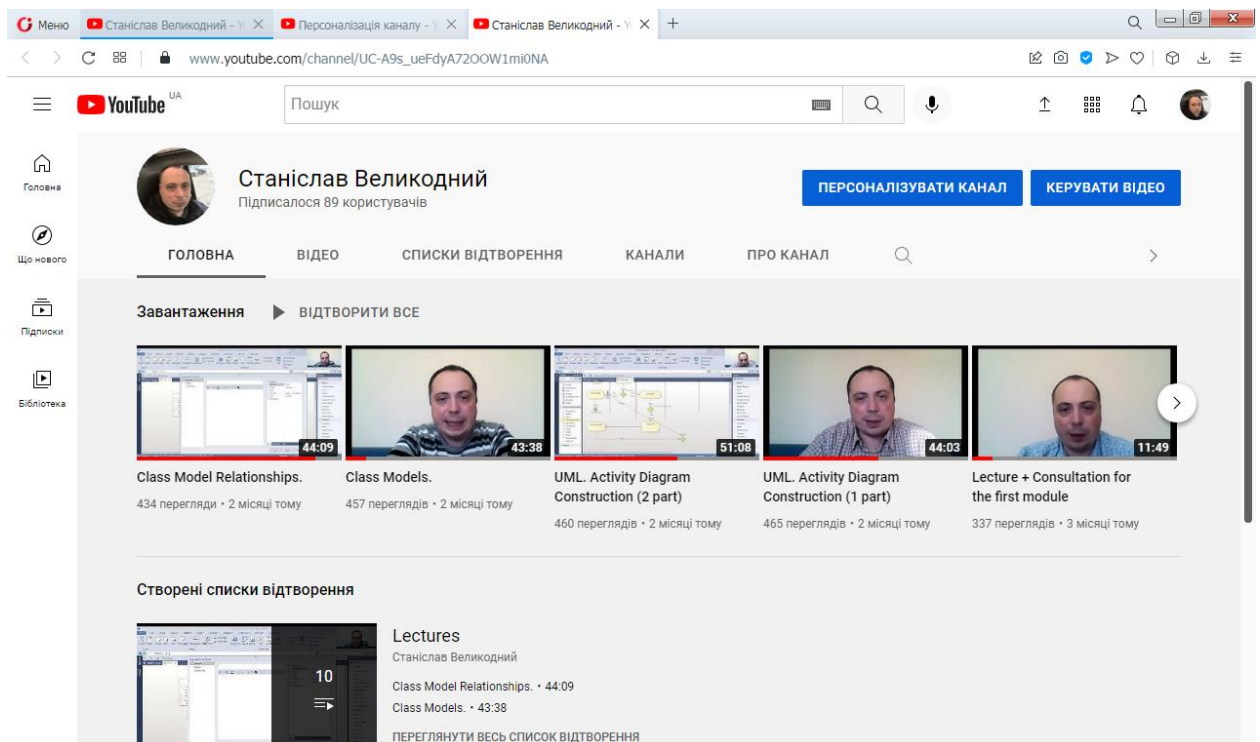 Меню
Станіслав Великодний - Y
Персоналізація каналу - Y
Станіслав Великодний - Y
www.youtube.com/channel/UC-A9s_ueFdyA72OOW1mi0NA
YouTube UA
Пошук
Головна
Що нового
Підписки
Бібліотека
Станіслав Великодний
Підписалося 89 користувачів
ПЕРСОНАЛІЗУВАТИ КАНАЛ
КЕРУВАТИ ВІДЕО
ГОЛОВНА ВІДЕО СПИСКИ ВІДТВОРЕННЯ КАНАЛИ ПРО КАНАЛ
Завантаження ВІДТВОРИТИ ВСЕ
44:09
43:38
51:08
44:03
11:49
Class Model Relationships.
434 перегляди • 2 місяці тому
Class Models.
457 переглядів • 2 місяці тому
UML. Activity Diagram
Construction (2 part)
460 переглядів • 2 місяці тому
UML. Activity Diagram
Construction (1 part)
465 переглядів • 2 місяці тому
Lecture + Consultation for
the first module
337 переглядів • 3 місяці тому
Створені списки відтворення
10
Lectures
Станіслав Великодний
Class Model Relationships. • 44:09
Class Models. • 43:38
ПЕРЕГЛЯНУТИ ВЕСЬ СПИСОК ВІДТВОРЕННЯ